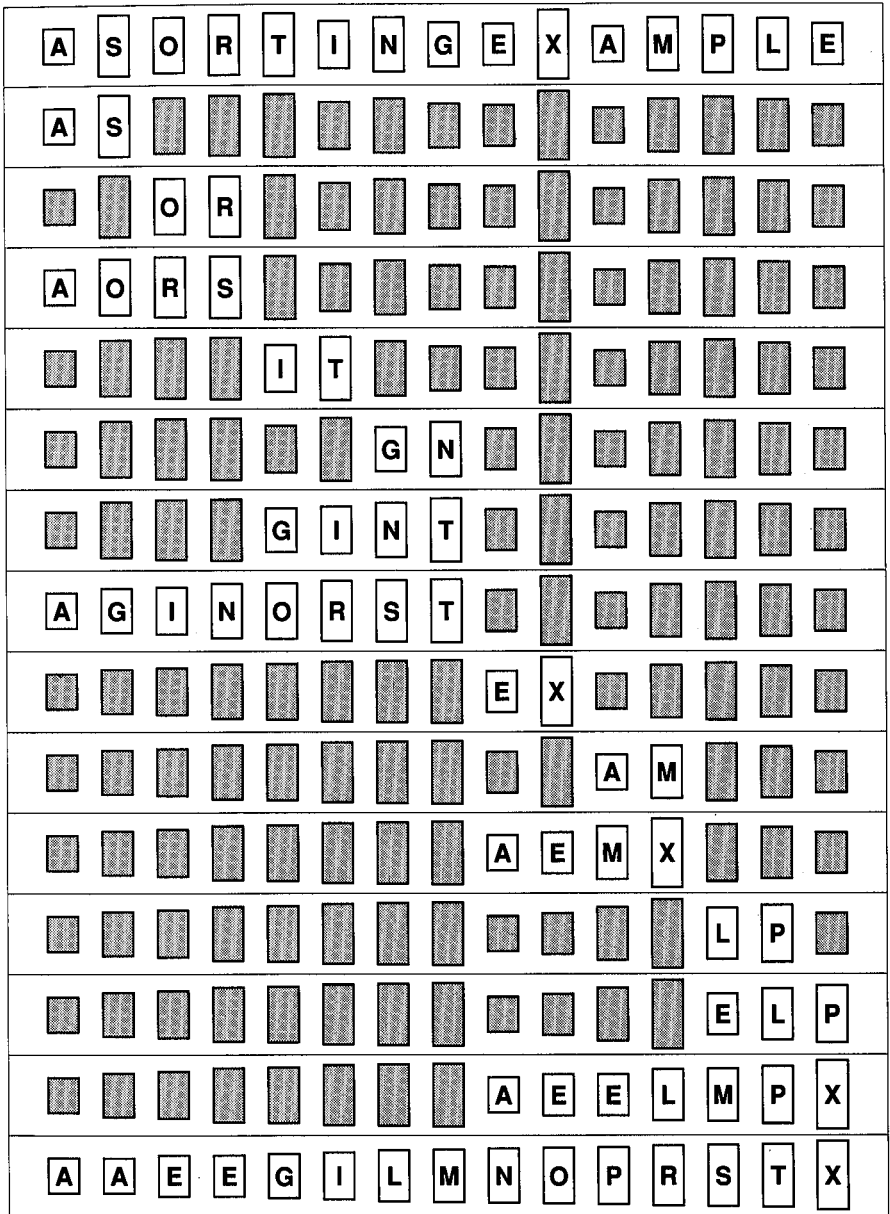 A S O R T I N G E X A M P L E
A S
O R
A O R S
I T
G N
G I N T
A G I N O R S T
E X
A M
A E M X
L P
E L P
A E E L M P X
A A E E G I L M N O P R S T X